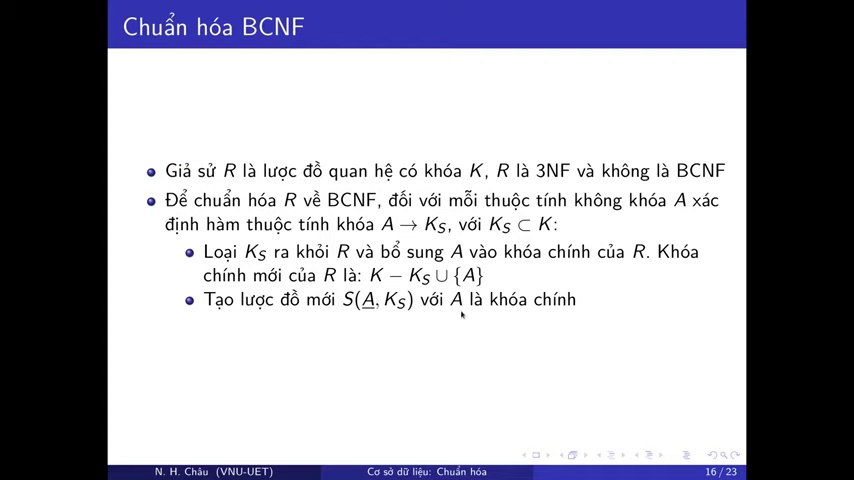 Chuẩn hóa BCNF
Giả sử R là lược đồ quan hệ có khóa K, R là 3NF và không là BCNF
Để chuẩn hóa R về BCNF, đối với mỗi thuộc tính không khóa A xác
định hàm thuộc tính khóa A → K_S, với K_S ⊂ K:
Loại K_S ra khỏi R và bổ sung A vào khóa chính của R. Khóa
chính mới của R là: K − K_S ∪ {A}
Tạo lược đồ mới S(A, K_S) với A là khóa chính
N. H. Châu (VNU-UET)
Cơ sở dữ liệu: Chuẩn hóa
16 / 23